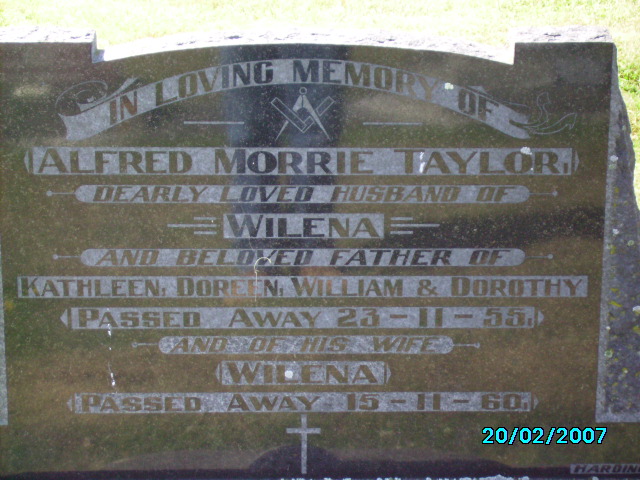 IN LOVING MEMORY OF
ALFRED MORRIE TAYLOR,
DEARLY LOVED HUSBAND OF
WILENA
AND BELOVED FATHER OF
KATHLEEN, DOREEN, WILLIAM & DOROTHY
PASSED AWAY 23-11-55,
AND OF HIS WIFE
WILENA
PASSED AWAY 15-11-60,
20/02/2007